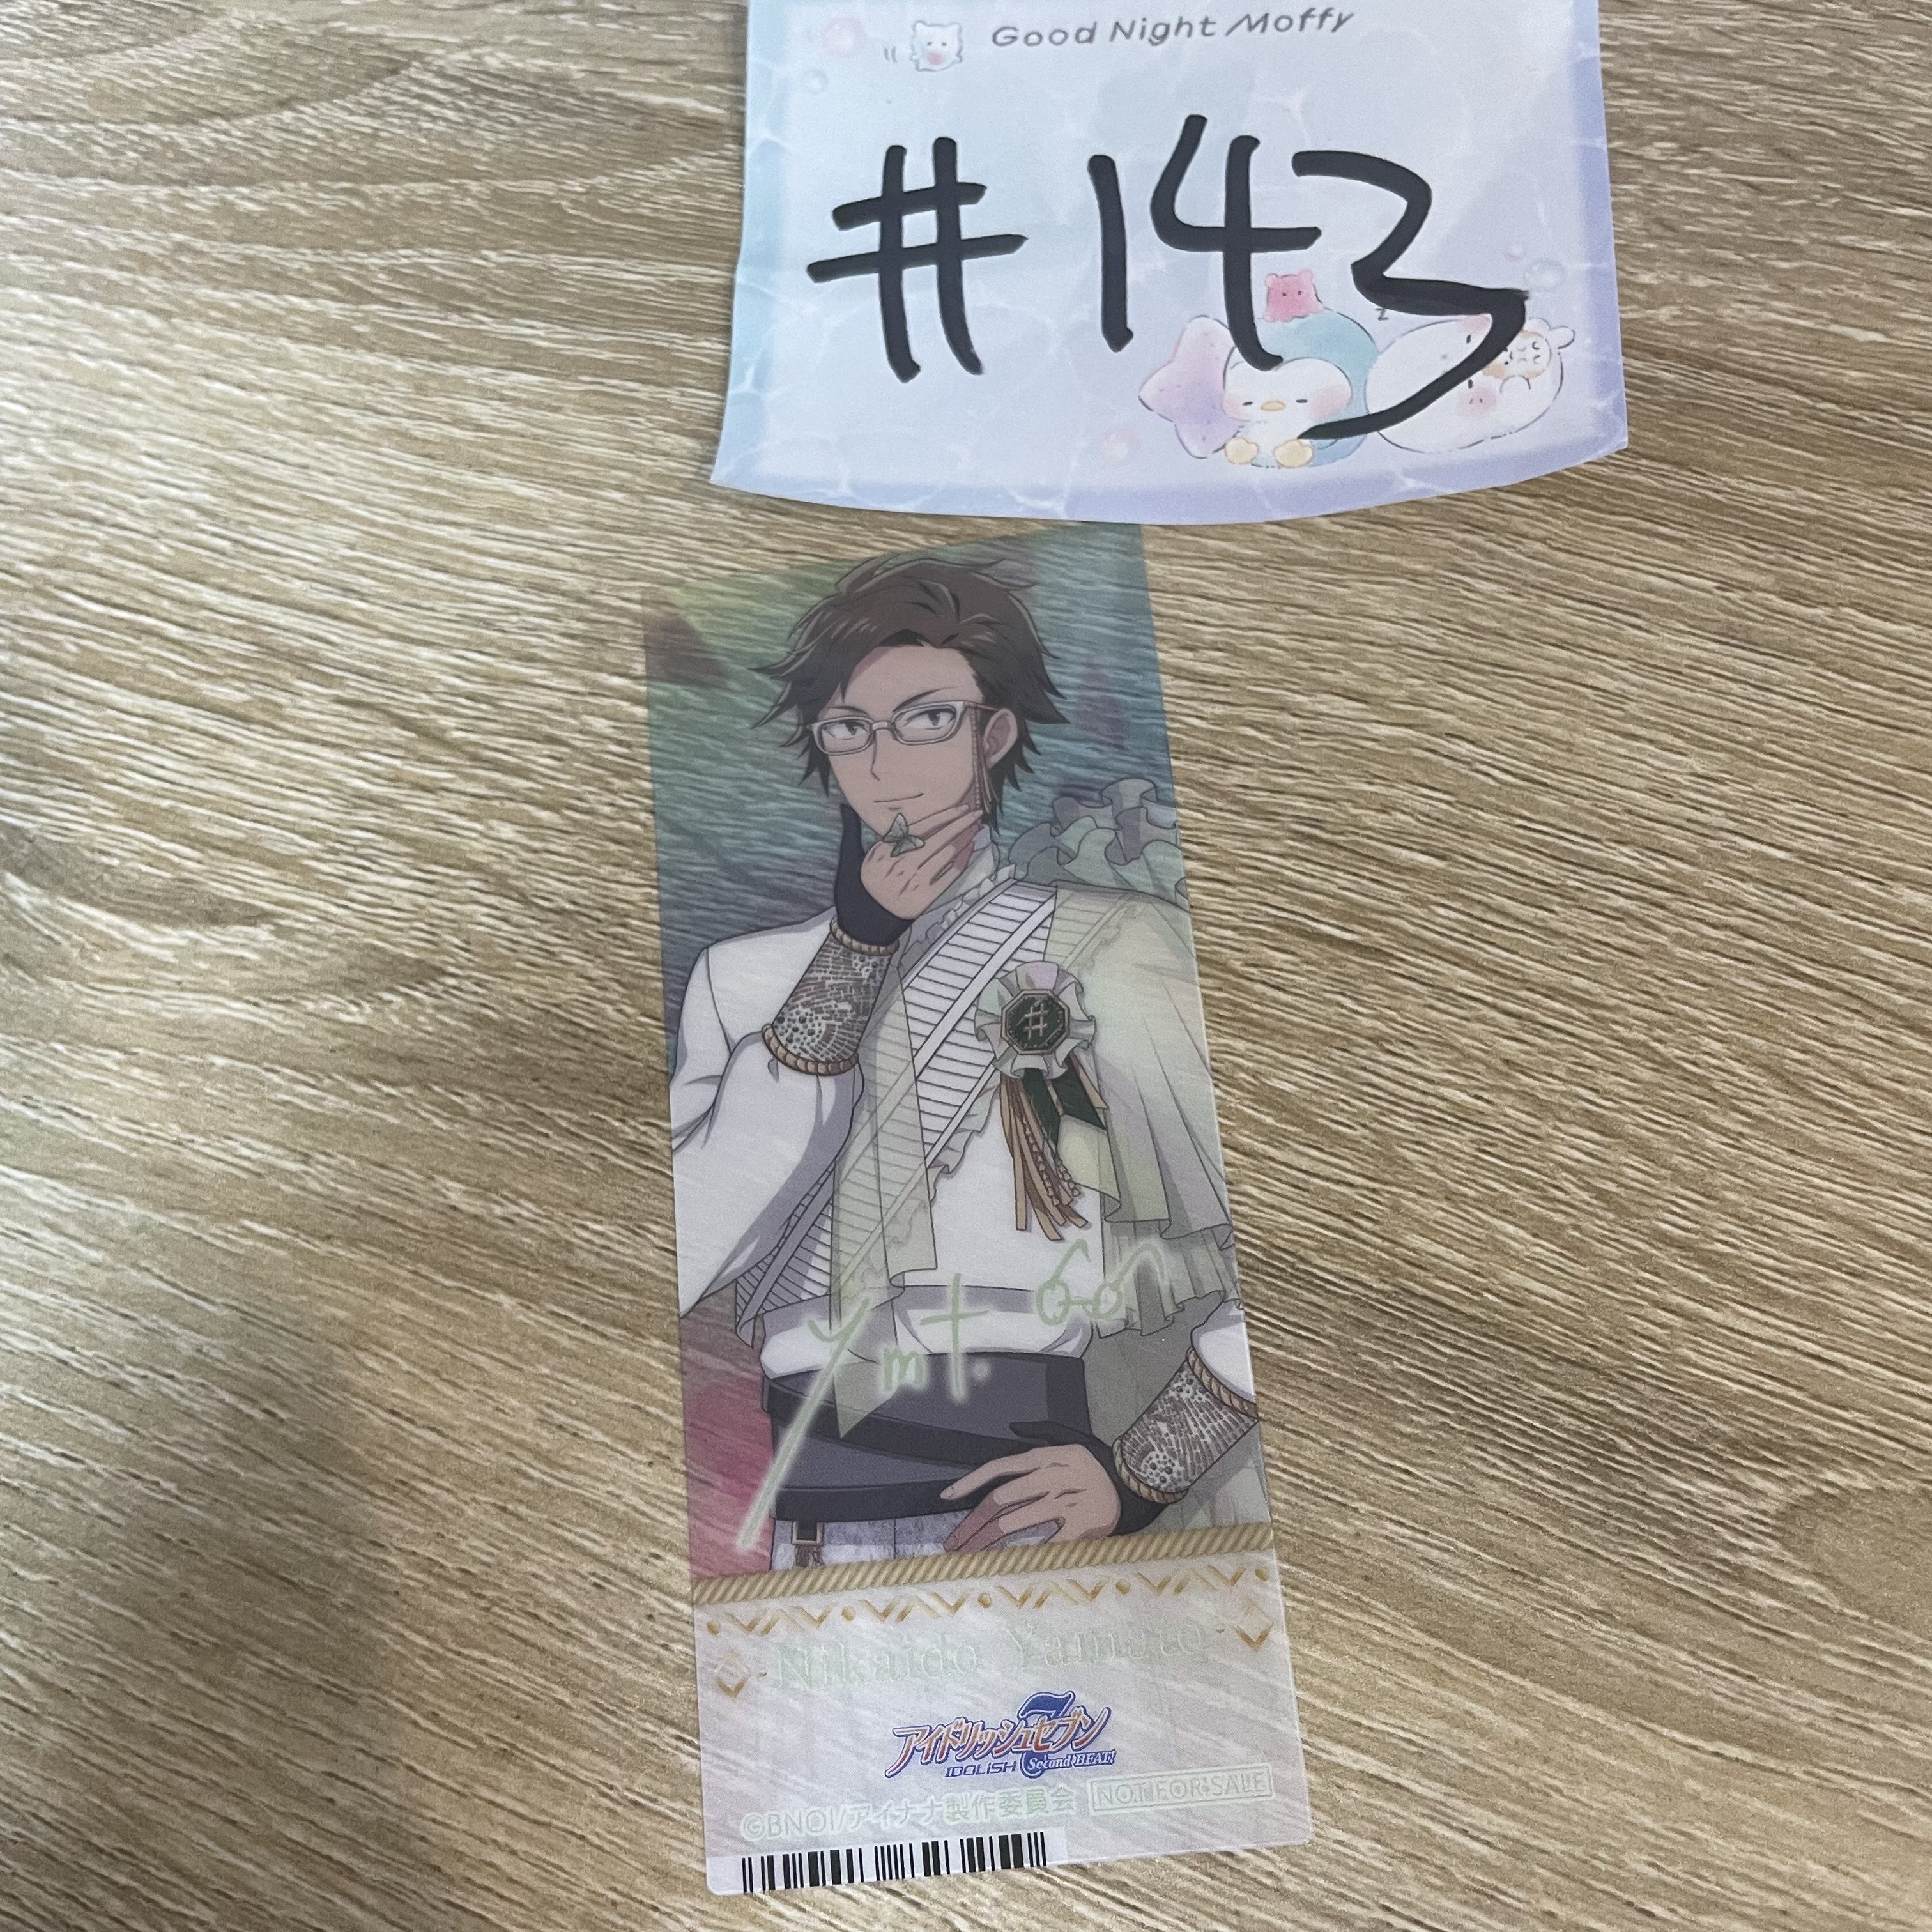 Good Night Moffy
#143
#
Ymt.
Nikaido Yamato
アイドリッシュセブン
IDOLiSH 7 Second BEAT!
©BNOI/アイナナ製作委員会 NOT FOR SALE